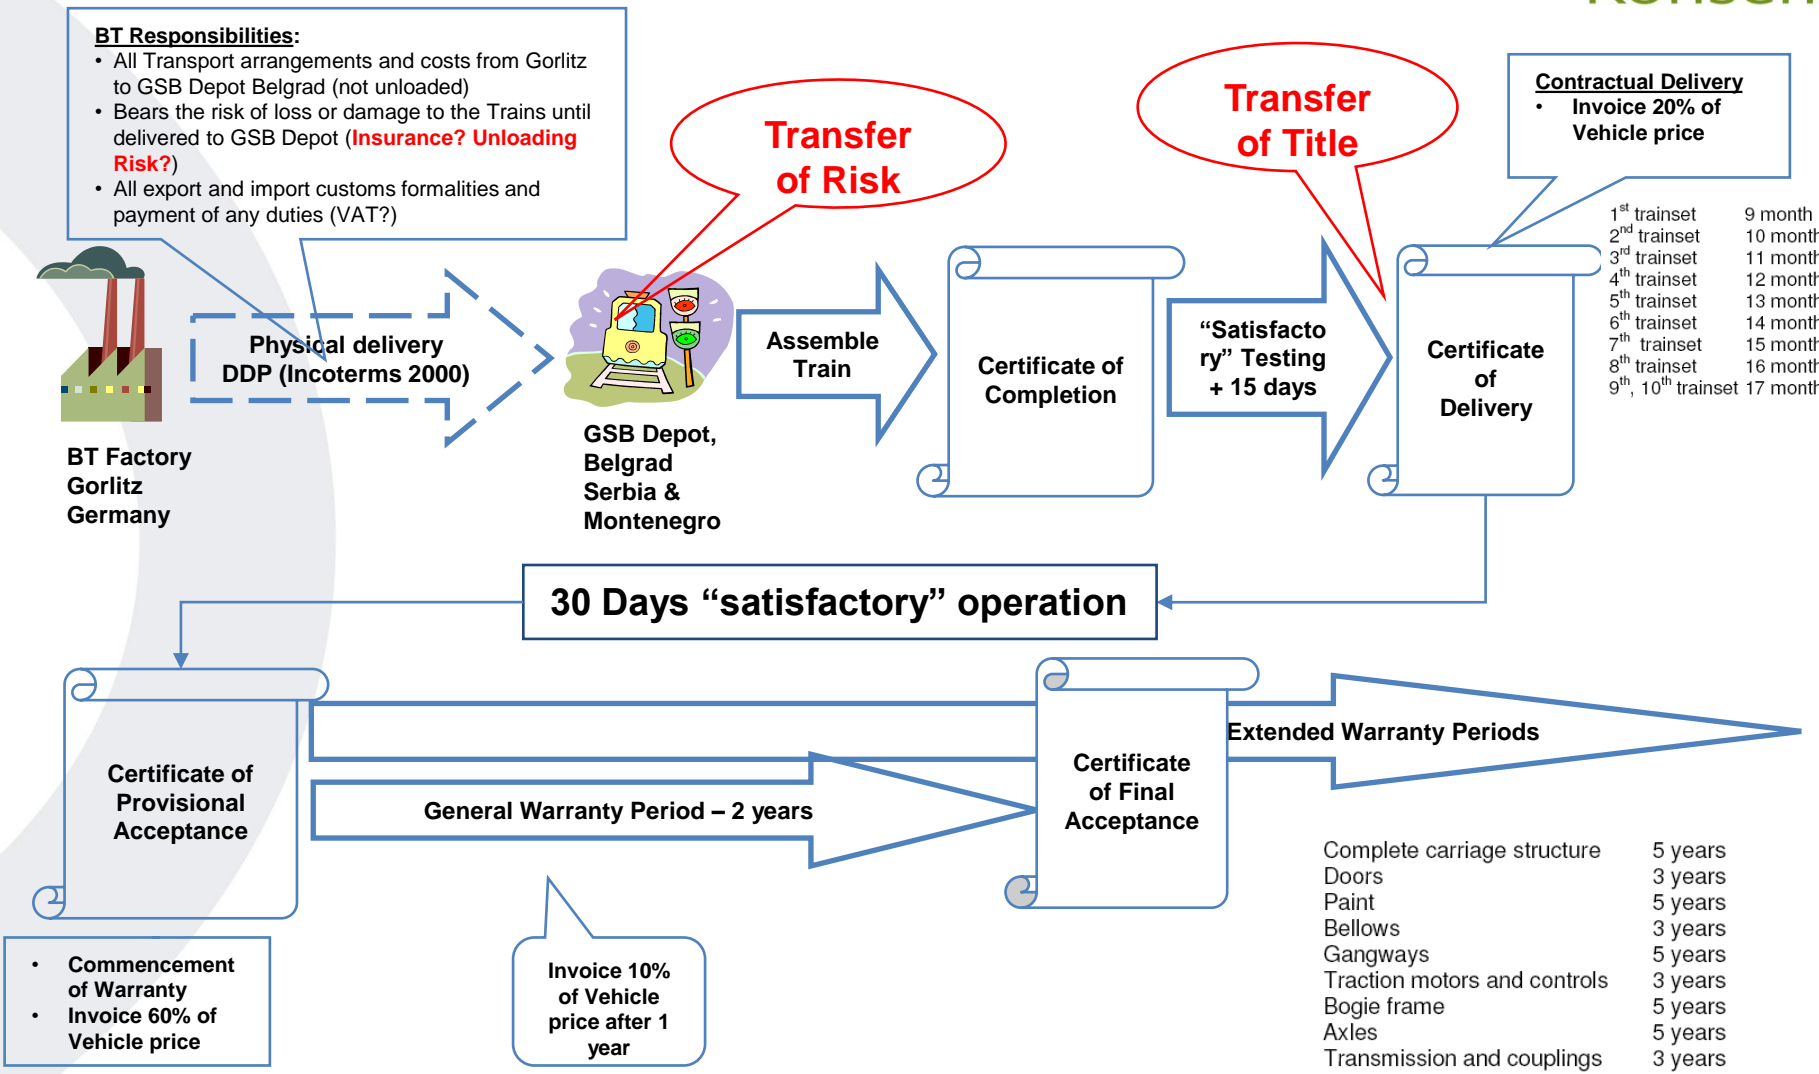 BT Responsibilities:
• All Transport arrangements and costs from Gorlitz
to GSB Depot Belgrad (not unloaded)
• Bears the risk of loss or damage to the Trains until
delivered to GSB Depot (Insurance? Unloading
Risk?)
• All export and import customs formalities and
payment of any duties (VAT?)
Transfer
of Risk
Transfer
of Title
Contractual Delivery
• Invoice 20% of
Vehicle price
1st trainset 9 month
2nd trainset 10 month
3rd trainset 11 month
4th trainset 12 month
5th trainset 13 month
6th trainset 14 month
7th trainset 15 month
8th trainset 16 month
9th, 10th trainset 17 month
BT Factory
Gorlitz
Germany
Physical delivery
DDP (Incoterms 2000)
GSB Depot,
Belgrad
Serbia &
Montenegro
Assemble
Train
Certificate of
Completion
“Satisfacto
ry” Testing
+ 15 days
Certificate
of
Delivery
30 Days “satisfactory” operation
Certificate of
Provisional
Acceptance
General Warranty Period – 2 years
Certificate
of Final
Acceptance
Extended Warranty Periods
• Commencement
of Warranty
• Invoice 60% of
Vehicle price
Invoice 10%
of Vehicle
price after 1
year
Complete carriage structure 5 years
Doors 3 years
Paint 5 years
Bellows 3 years
Gangways 5 years
Traction motors and controls 3 years
Bogie frame 5 years
Axles 5 years
Transmission and couplings 3 years